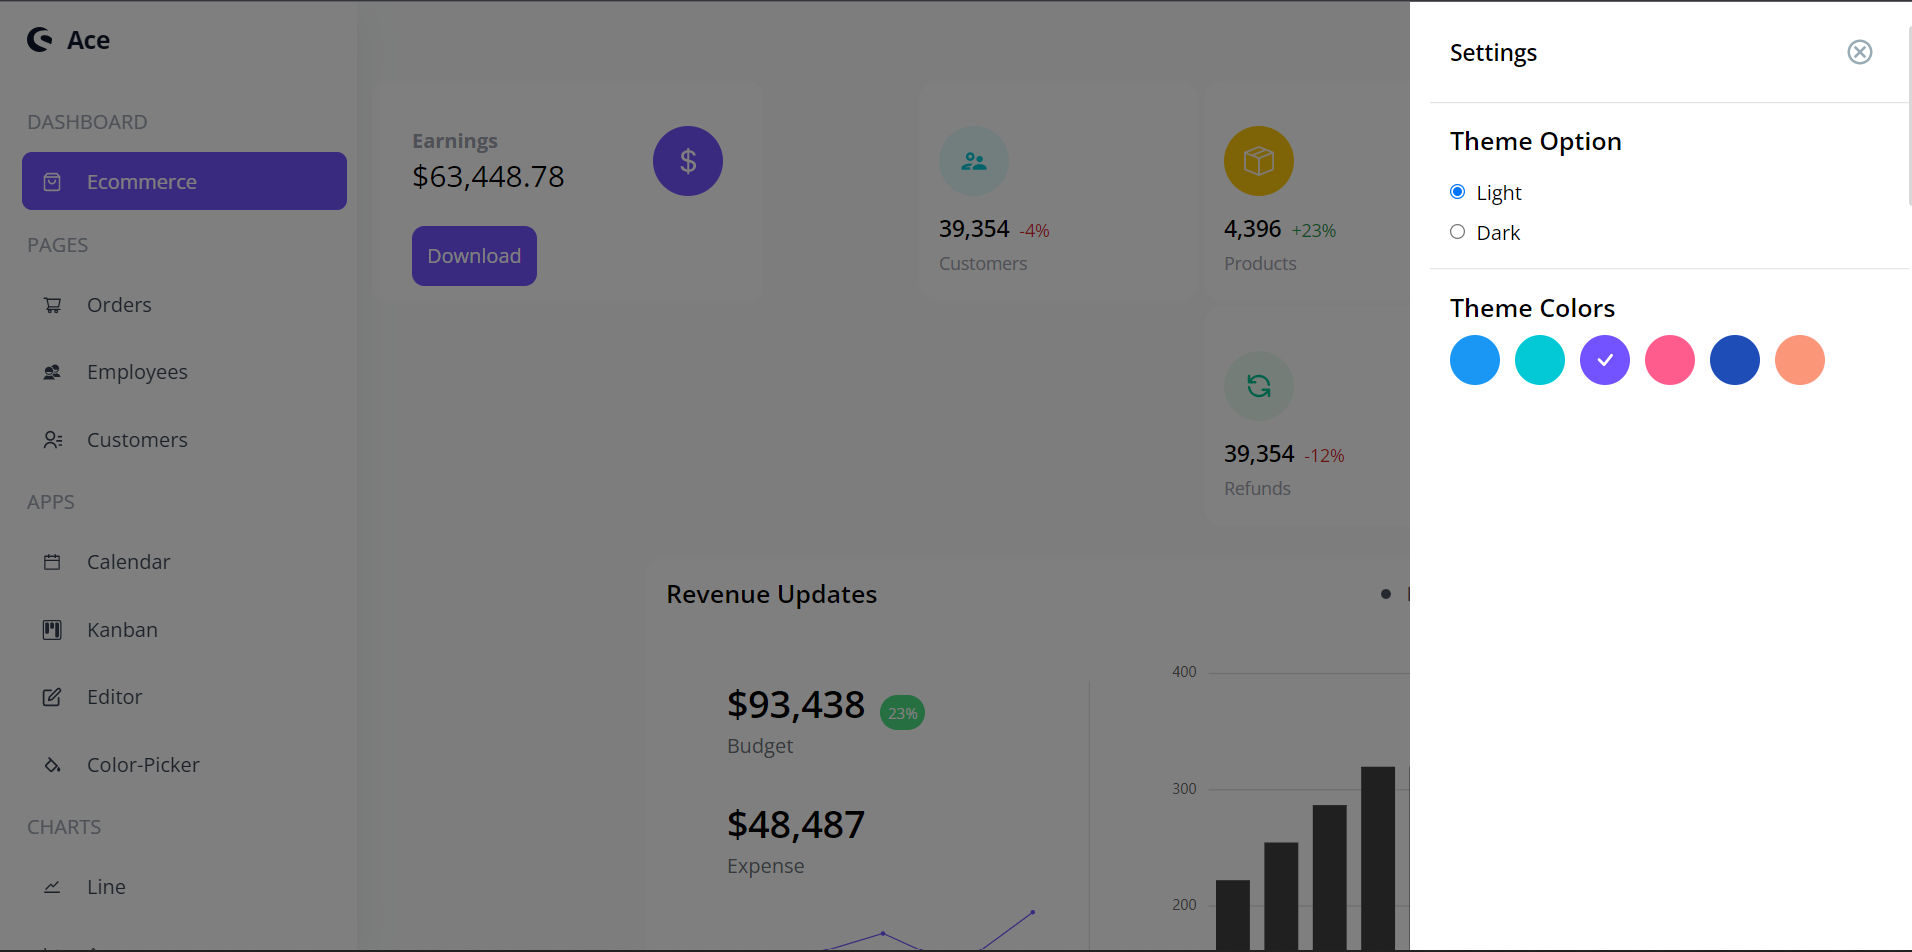 Ace
DASHBOARD
Ecommerce
PAGES
Orders
Employees
Customers
APPS
Calendar
Kanban
Editor
Color-Picker
CHARTS
Line
Earnings
$63,448.78
$
Download
39,354 -4%
Customers
4,396 +23%
Products
39,354 -12%
Refunds
Revenue Updates
$93,438 23%
Budget
$48,487
Expense
400
300
200
Settings
Theme Option
Light
Dark
Theme Colors